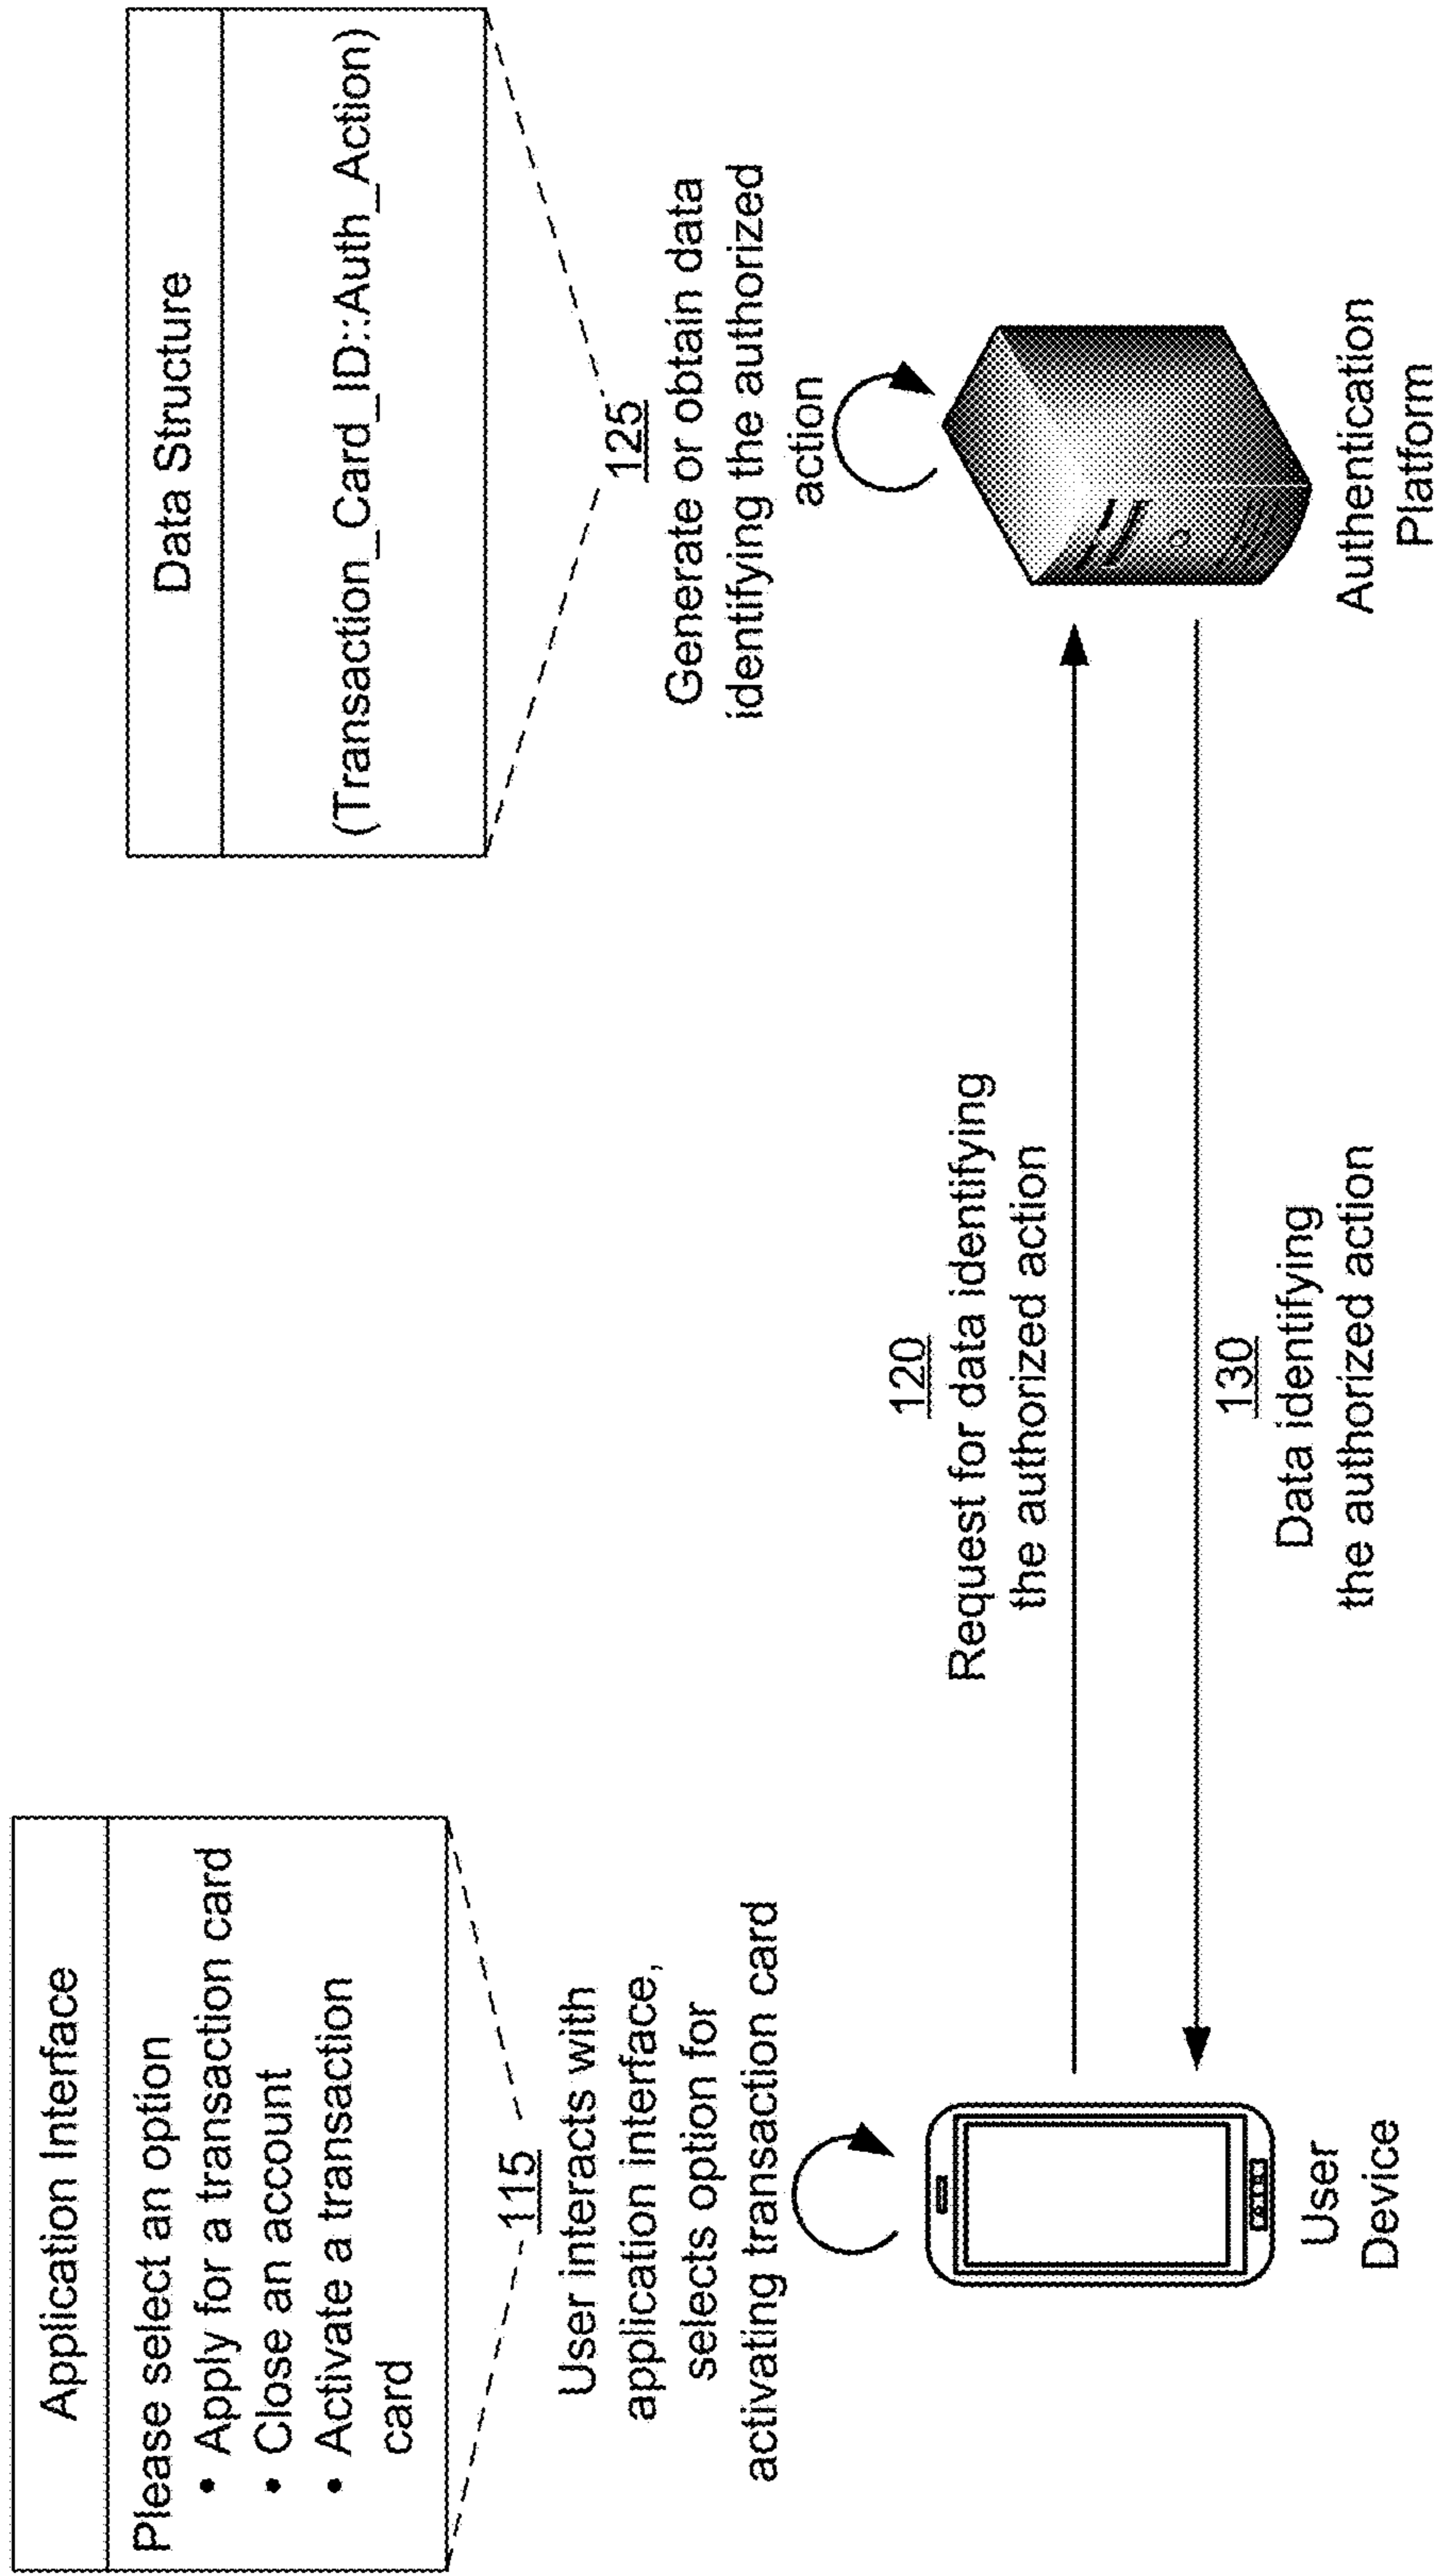 Application Interface
Please select an option
• Apply for a transaction card
• Close an account
• Activate a transaction
card
115
User interacts with
application interface,
selects option for
activating transaction card
User
Device
120
Request for data identifying
the authorized action
130
Data identifying
the authorized action
Data Structure
(Transaction_Card_ID::Auth_Action)
125
Generate or obtain data
identifying the authorized
action
Authentication
Platform